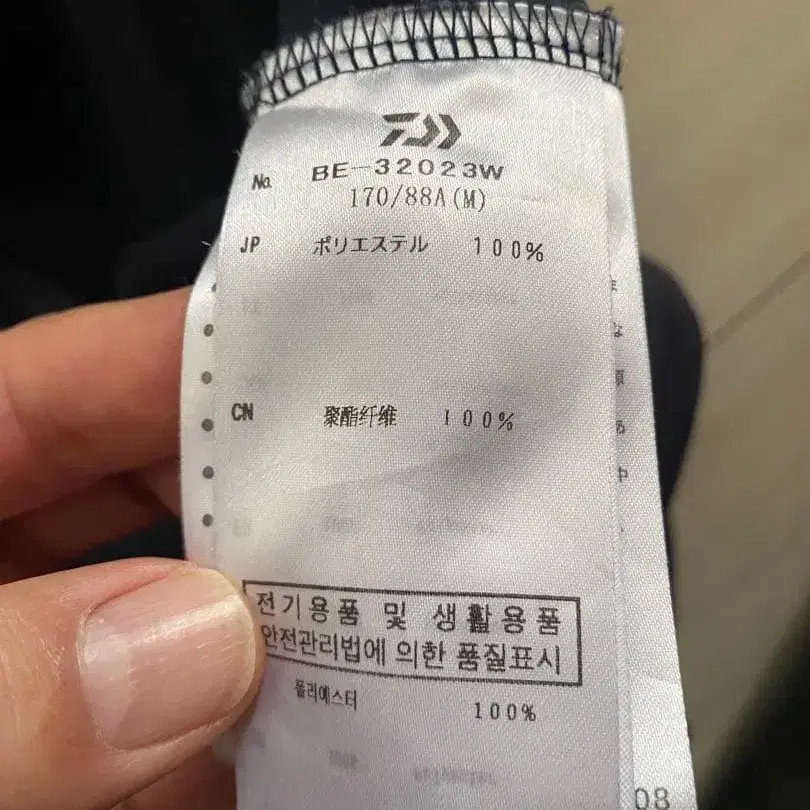 No. BE-32023W
170/88A(M)
JP ポリエステル 100%
CN 聚酯纤维 100%
전기용품 및 생활용품
안전관리법에 의한 품질표시
폴리에스터 100%
08